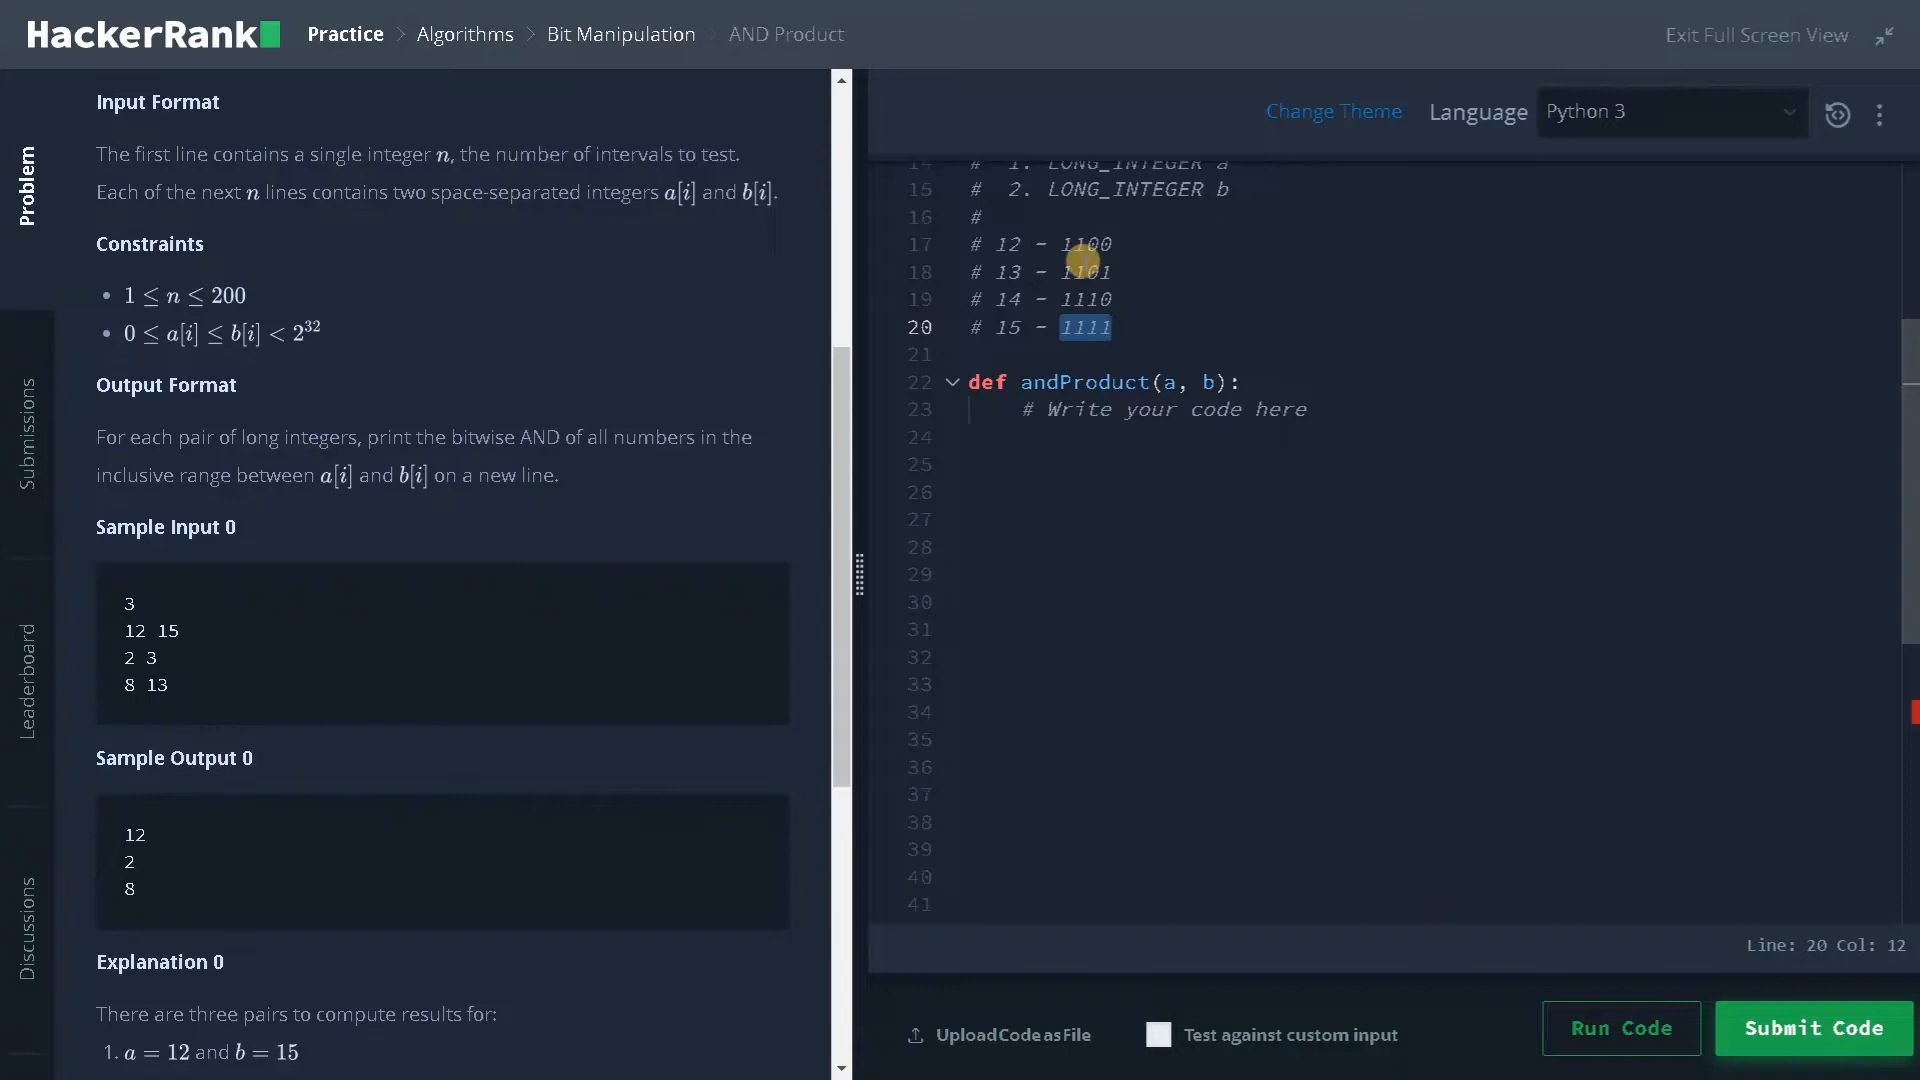 HackerRank
Practice > Algorithms > Bit Manipulation > AND Product
Exit Full Screen View
Problem
Submissions
Leaderboard
Discussions
Input Format
The first line contains a single integer n, the number of intervals to test.
Each of the next n lines contains two space-separated integers a[i] and b[i].
Constraints
• 1 ≤ n ≤ 200
• 0 ≤ a[i] ≤ b[i] < 2^32
Output Format
For each pair of long integers, print the bitwise AND of all numbers in the
inclusive range between a[i] and b[i] on a new line.
Sample Input 0
3
12 15
2 3
8 13
Sample Output 0
12
2
8
Explanation 0
There are three pairs to compute results for:
1. a = 12 and b = 15
Change Theme
Language
Python 3
14 #  1. LONG_INTEGER a
15 #  2. LONG_INTEGER b
16 #
17 # 12 - 1100
18 # 13 - 1101
19 # 14 - 1110
20 # 15 - 1111
21
22 def andProduct(a, b):
23     # Write your code here
24
25
26
27
28
29
30
31
32
33
34
35
36
37
38
39
40
41
Line: 20 Col: 12
Upload Code as File
Test against custom input
Run Code
Submit Code